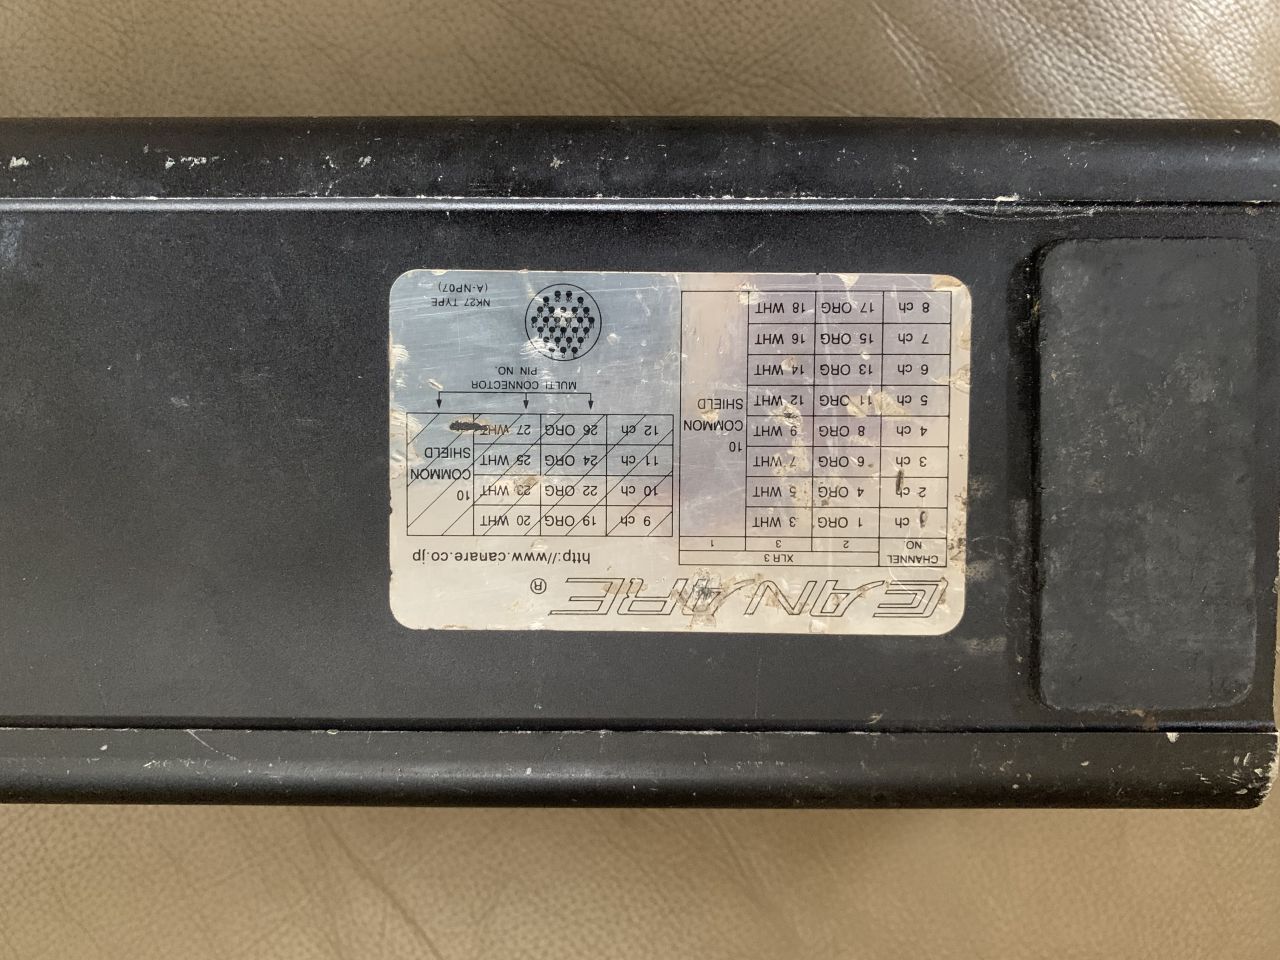 CANARE ®
CHANNEL NO. XLR 3
2 3 1
1 ch 1 ORG 3 WHT 10 COMMON SHIELD
2 ch 4 ORG 5 WHT
3 ch 6 ORG 7 WHT
4 ch 8 ORG 9 WHT
5 ch 11 ORG 12 WHT
6 ch 13 ORG 14 WHT
7 ch 15 ORG 16 WHT
8 ch 17 ORG 18 WHT
http://www.canare.co.jp
9 ch 19 ORG 20 WHT 10 COMMON SHIELD
10 ch 22 ORG 23 WHT
11 ch 24 ORG 25 WHT
12 ch 26 ORG 27 WHT
MULTI CONNECTOR
PIN NO.
NK27 TYPE
(A-NP07)